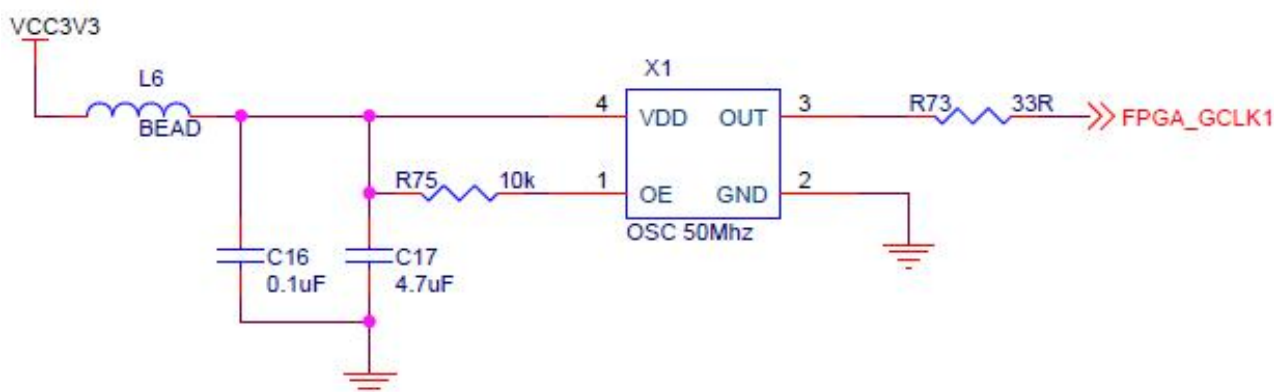 VCC3V3
L6
BEAD
X1
4
VDD
OUT
3
R73
33R
FPGA_GCLK1
R75
10k
1
OE
GND
2
OSC 50Mhz
C16
0.1uF
C17
4.7uF